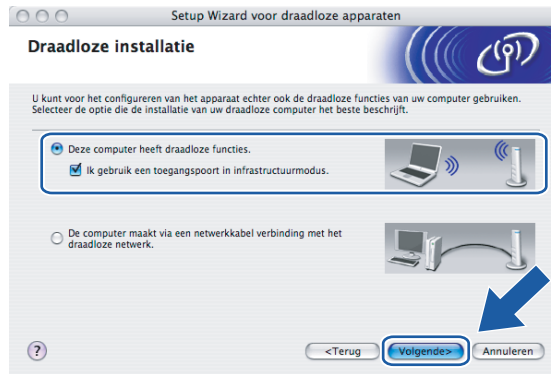 Setup Wizard voor draadloze apparaten
Draadloze installatie
U kunt voor het configureren van het apparaat echter ook de draadloze functies van uw computer gebruiken.
Selecteer de optie die de installatie van uw draadloze computer het beste beschrijft.
Deze computer heeft draadloze functies.
Ik gebruik een toegangspoort in infrastructuurmodus.
De computer maakt via een netwerkkabel verbinding met het
draadloze netwerk.
?
<Terug
Volgende>
Annuleren